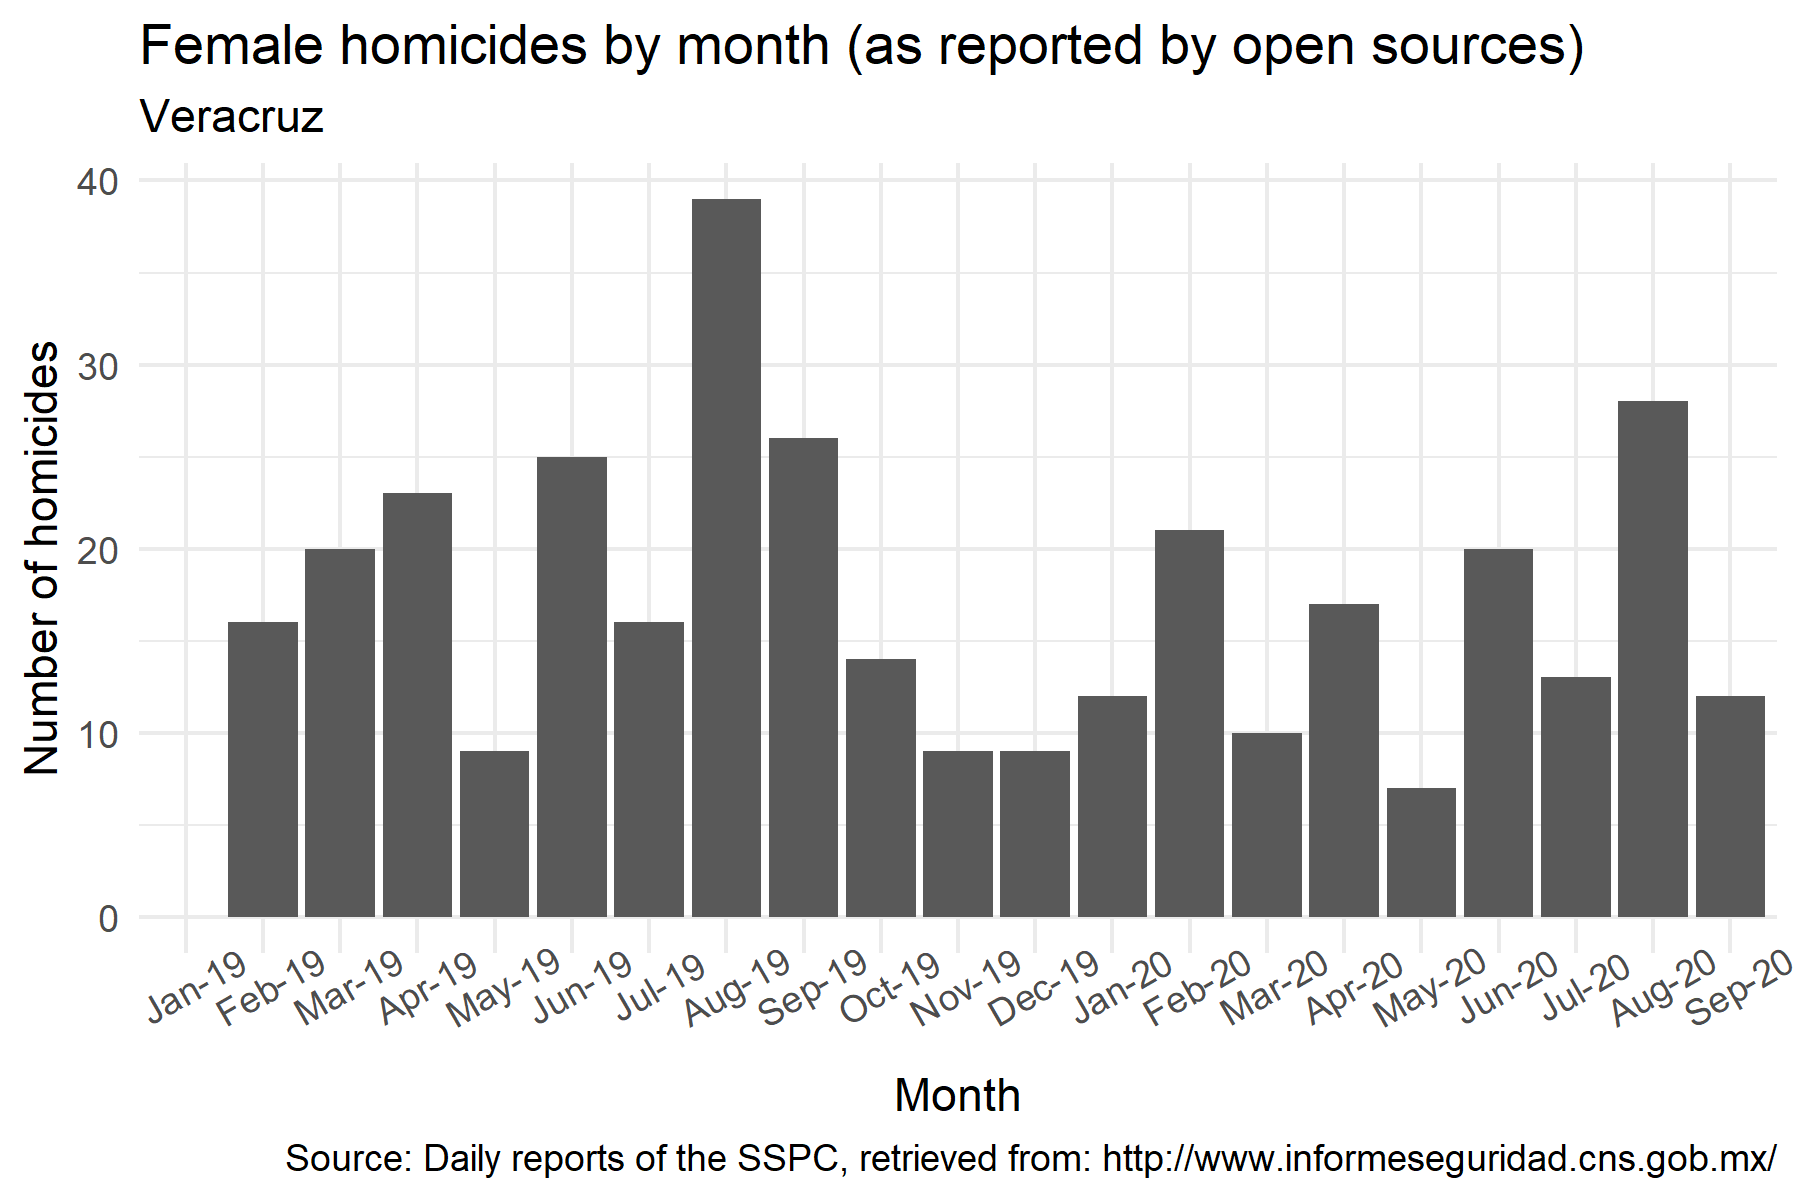 Female homicides by month (as reported by open sources)
Veracruz
Number of homicides
40
30
20
10
0
Jan-19
Feb-19
Mar-19
Apr-19
May-19
Jun-19
Jul-19
Aug-19
Sep-19
Oct-19
Nov-19
Dec-19
Jan-20
Feb-20
Mar-20
Apr-20
May-20
Jun-20
Jul-20
Aug-20
Sep-20
Month
Source: Daily reports of the SSPC, retrieved from: http://www.informeseguridad.cns.gob.mx/